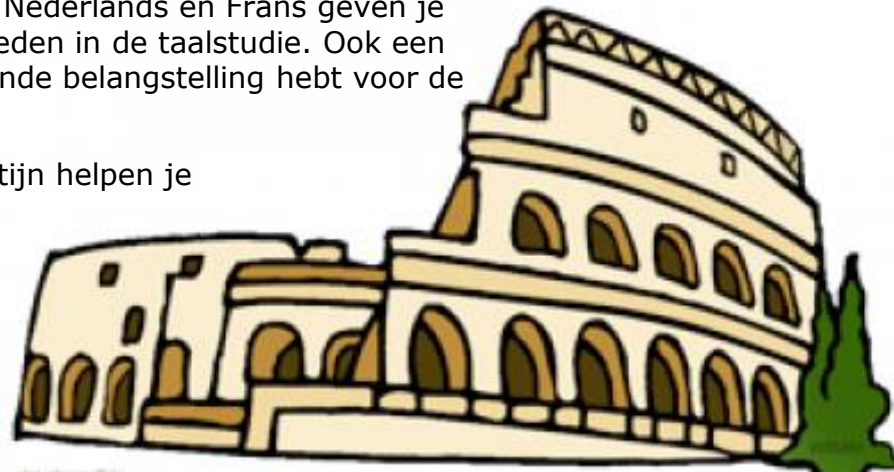 Nederlands en Frans geven je
eden in de taalstudie. Ook een
nde belangstelling hebt voor de
tijn helpen je